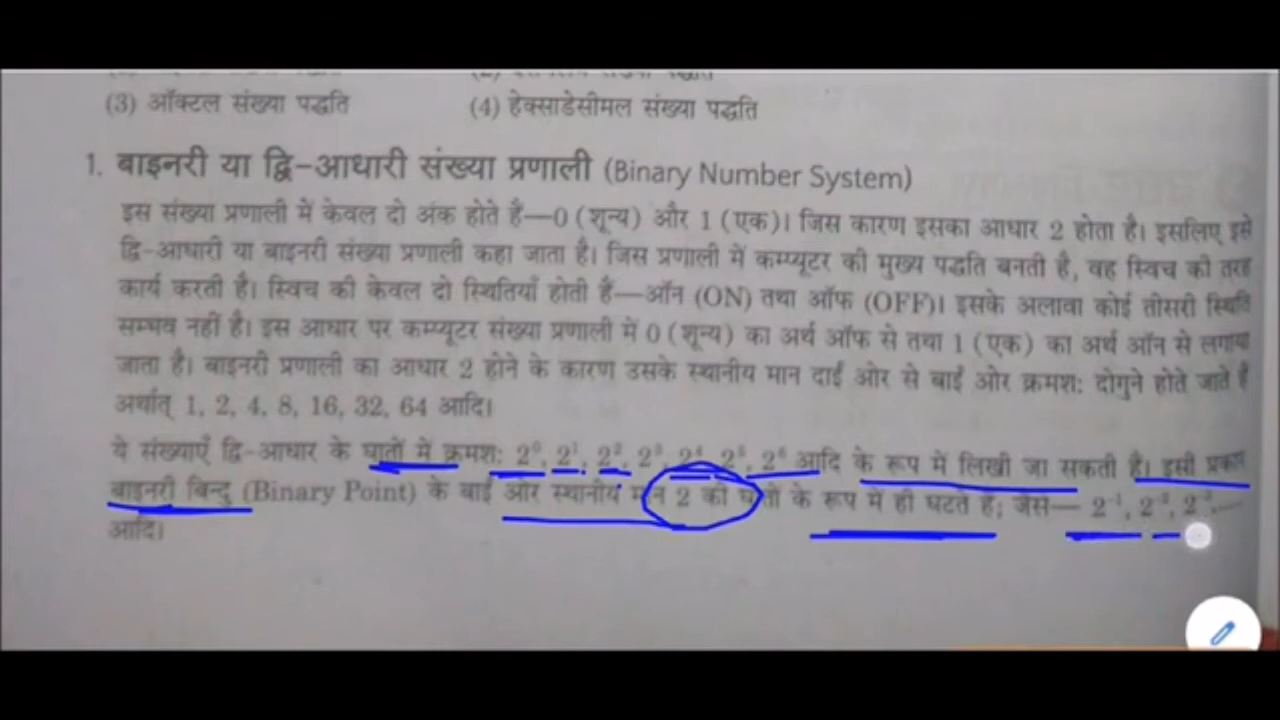 (3) ऑक्टल संख्या पद्धति (4) हेक्साडेसीमल संख्या पद्धति
1. बाइनरी या द्वि-आधारी संख्या प्रणाली (Binary Number System)
इस संख्या प्रणाली में केवल दो अंक होते हैं—0 (शून्य) और 1 (एक)। जिस कारण इसका आधार 2 होता है। इसलिए इसे
द्वि-आधारी या बाइनरी संख्या प्रणाली कहा जाता है। जिस प्रणाली में कम्प्यूटर की मुख्य पद्धति बनती है, वह स्विच की तरह
कार्य करती है। स्विच की केवल दो स्थितियाँ होती हैं—ऑन (ON) तथा ऑफ (OFF)। इसके अलावा कोई तीसरी स्थिति
सम्भव नहीं है। इस आधार पर कम्प्यूटर संख्या प्रणाली में 0 (शून्य) का अर्थ ऑफ से तथा 1 (एक) का अर्थ ऑन से लगाया
जाता है। बाइनरी प्रणाली का आधार 2 होने के कारण उसके स्थानीय मान दाईं ओर से बाईं ओर क्रमश: दोगुने होते जाते हैं
अर्थात् 1, 2, 4, 8, 16, 32, 64 आदि।
ये संख्याएँ द्वि-आधार के घातों में क्रमश: 2⁰, 2¹, 2², 2³, 2⁴, 2⁵, 2⁶ आदि के रूप में लिखी जा सकती है। इसी प्रकार
बाइनरी बिन्दु (Binary Point) के बाईं ओर स्थानीय मान 2 की घातों के रूप में ही घटते हैं; जैसे— 2⁻¹, 2⁻², 2⁻³,....
आदि।